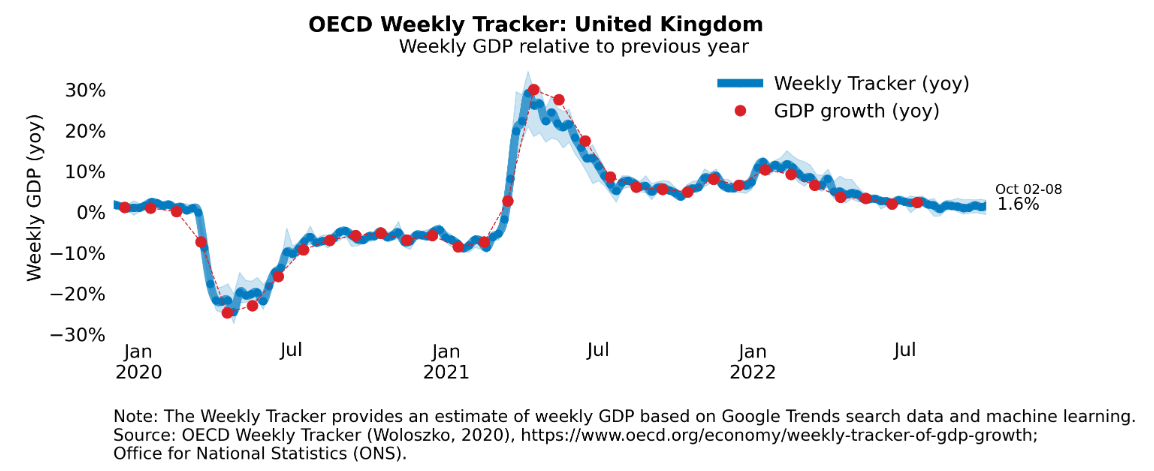 OECD Weekly Tracker: United Kingdom
Weekly GDP relative to previous year
Weekly Tracker (yoy)
GDP growth (yoy)
Weekly GDP (yoy)
30%
20%
10%
0%
−10%
−20%
−30%
Oct 02-08
1.6%
Jan
2020
Jul
Jan
2021
Jul
Jan
2022
Jul
Note: The Weekly Tracker provides an estimate of weekly GDP based on Google Trends search data and machine learning.
Source: OECD Weekly Tracker (Woloszko, 2020), https://www.oecd.org/economy/weekly-tracker-of-gdp-growth;
Office for National Statistics (ONS).